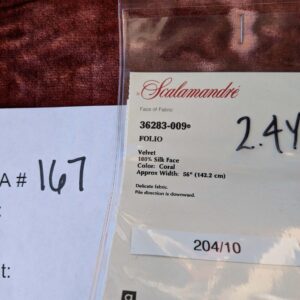 A # 167
:
t:
Scalamandré
Face of Fabric
36283-009
FOLIO
Velvet
100% Silk Face
Color: Coral
Approx Width: 56" (142.2 cm)
Delicate fabric.
Pile direction is downward.
2.4Y
204/10